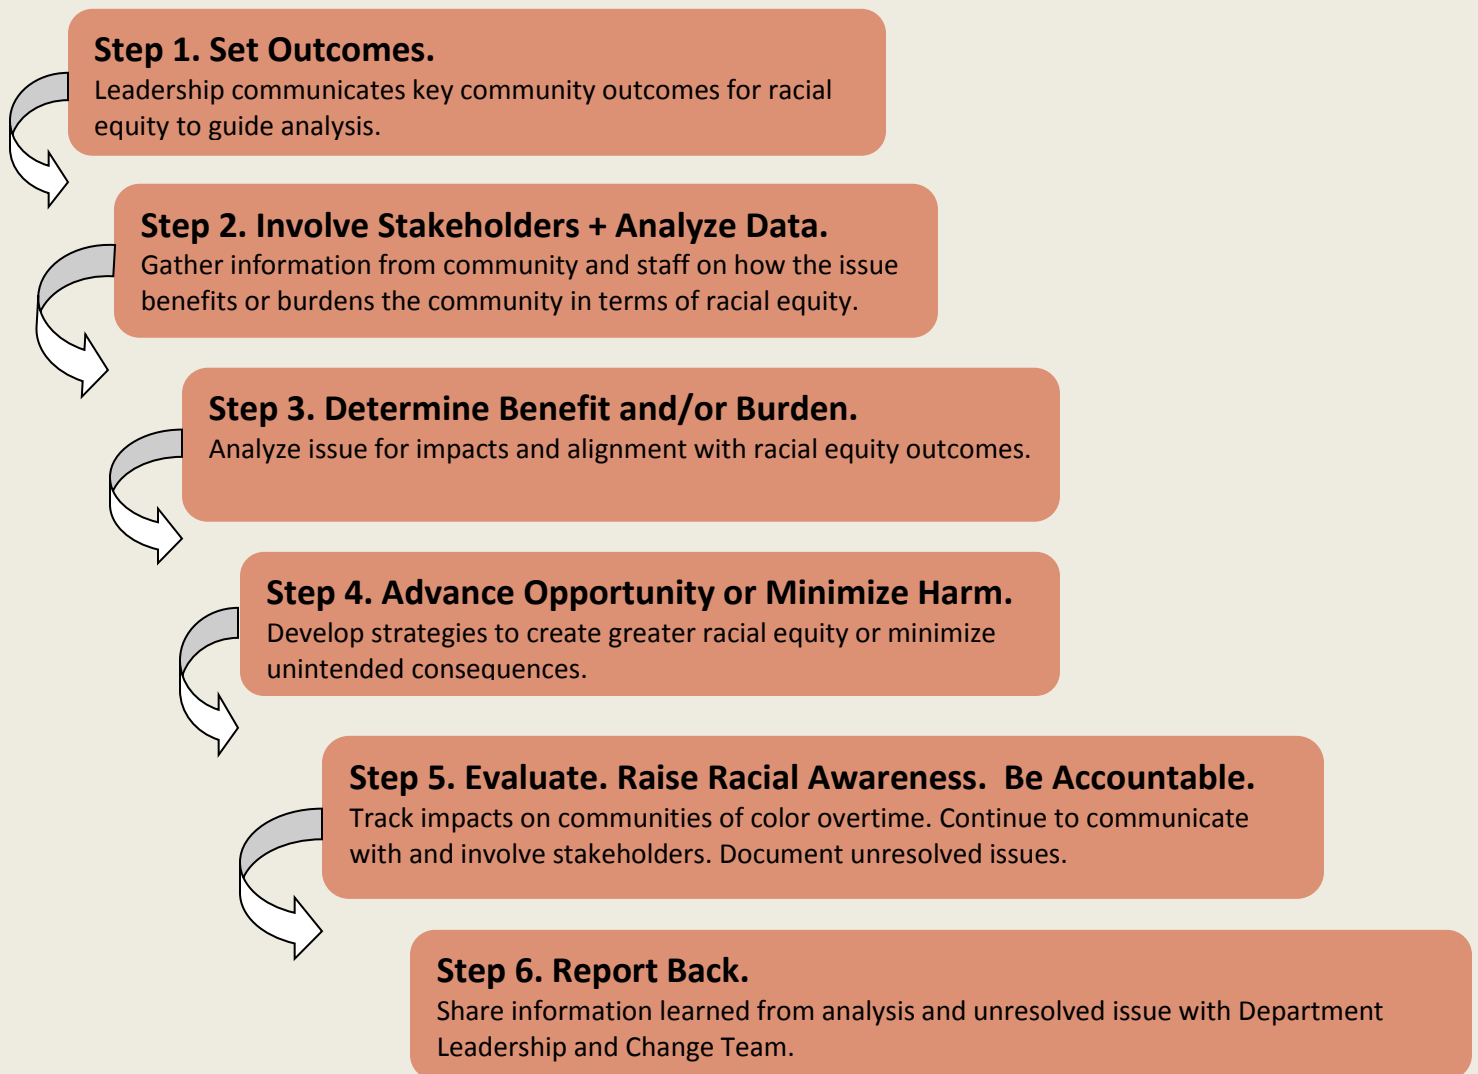 Step 1. Set Outcomes.
Leadership communicates key community outcomes for racial
equity to guide analysis.
Step 2. Involve Stakeholders + Analyze Data.
Gather information from community and staff on how the issue
benefits or burdens the community in terms of racial equity.
Step 3. Determine Benefit and/or Burden.
Analyze issue for impacts and alignment with racial equity outcomes.
Step 4. Advance Opportunity or Minimize Harm.
Develop strategies to create greater racial equity or minimize
unintended consequences.
Step 5. Evaluate. Raise Racial Awareness.  Be Accountable.
Track impacts on communities of color overtime. Continue to communicate
with and involve stakeholders. Document unresolved issues.
Step 6. Report Back.
Share information learned from analysis and unresolved issue with Department
Leadership and Change Team.